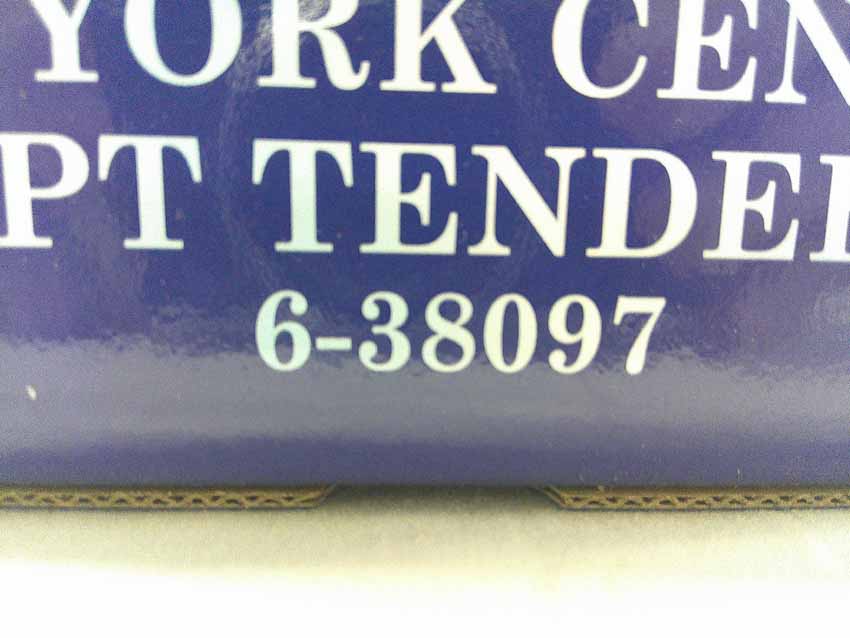 YORK CEN
PT TENDE
6-38097